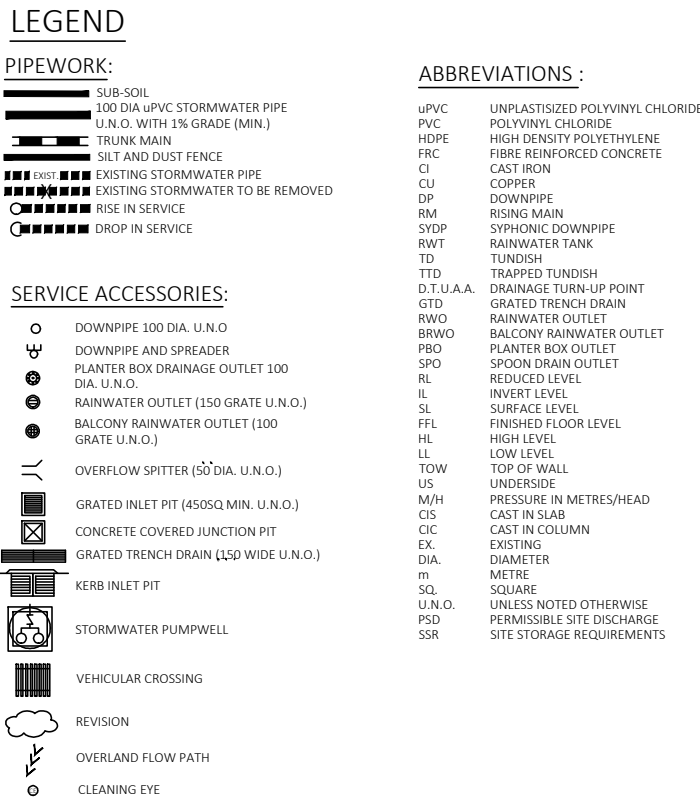 LEGEND
PIPEWORK:
SUB-SOIL
100 DIA uPVC STORMWATER PIPE
U.N.O. WITH 1% GRADE (MIN.)
TRUNK MAIN
SILT AND DUST FENCE
EXIST. EXISTING STORMWATER PIPE
EXISTING STORMWATER TO BE REMOVED
RISE IN SERVICE
DROP IN SERVICE
SERVICE ACCESSORIES:
DOWNPIPE 100 DIA. U.N.O
DOWNPIPE AND SPREADER
PLANTER BOX DRAINAGE OUTLET 100
DIA. U.N.O.
RAINWATER OUTLET (150 GRATE U.N.O.)
BALCONY RAINWATER OUTLET (100
GRATE U.N.O.)
OVERFLOW SPITTER (50 DIA. U.N.O.)
GRATED INLET PIT (450SQ MIN. U.N.O.)
CONCRETE COVERED JUNCTION PIT
GRATED TRENCH DRAIN (150 WIDE U.N.O.)
KERB INLET PIT
STORMWATER PUMPWELL
VEHICULAR CROSSING
REVISION
OVERLAND FLOW PATH
CLEANING EYE
ABBREVIATIONS :
uPVC UNPLASTISIZED POLYVINYL CHLORIDE
PVC POLYVINYL CHLORIDE
HDPE HIGH DENSITY POLYETHYLENE
FRC FIBRE REINFORCED CONCRETE
CI CAST IRON
CU COPPER
DP DOWNPIPE
RM RISING MAIN
SYDP SYPHONIC DOWNPIPE
RWT RAINWATER TANK
TD TUNDISH
TTD TRAPPED TUNDISH
D.T.U.A.A. DRAINAGE TURN-UP POINT
GTD GRATED TRENCH DRAIN
RWO RAINWATER OUTLET
BRWO BALCONY RAINWATER OUTLET
PBO PLANTER BOX OUTLET
SPO SPOON DRAIN OUTLET
RL REDUCED LEVEL
IL INVERT LEVEL
SL SURFACE LEVEL
FFL FINISHED FLOOR LEVEL
HL HIGH LEVEL
LL LOW LEVEL
TOW TOP OF WALL
US UNDERSIDE
M/H PRESSURE IN METRES/HEAD
CIS CAST IN SLAB
CIC CAST IN COLUMN
EX. EXISTING
DIA. DIAMETER
m METRE
SQ. SQUARE
U.N.O. UNLESS NOTED OTHERWISE
PSD PERMISSIBLE SITE DISCHARGE
SSR SITE STORAGE REQUIREMENTS